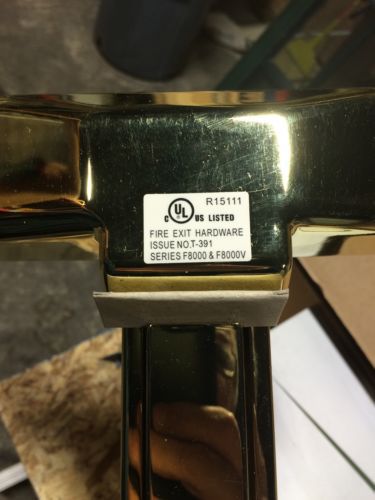 R15111
C UL US LISTED
FIRE EXIT HARDWARE
ISSUE NO.T-391
SERIES F8000 & F8000V